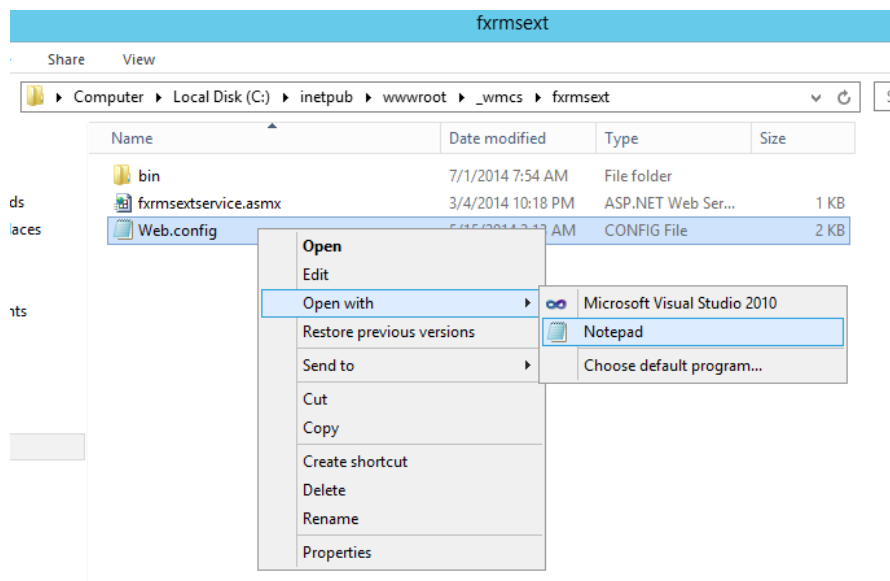 fxrmsext
Share View
Computer Local Disk (C:) inetpub wwwroot _wmcs fxrmsext
Name Date modified Type Size
bin 7/1/2014 7:54 AM File folder
ds fxrmsextservice.asmx 3/4/2014 10:18 PM ASP.NET Web Ser... 1 KB
laces Web.config AM CONFIG File 2 KB
Open
Edit
Open with Microsoft Visual Studio 2010
nts
Restore previous versions Notepad
Send to Choose default program...
Cut
Copy
Create shortcut
Delete
Rename
Properties